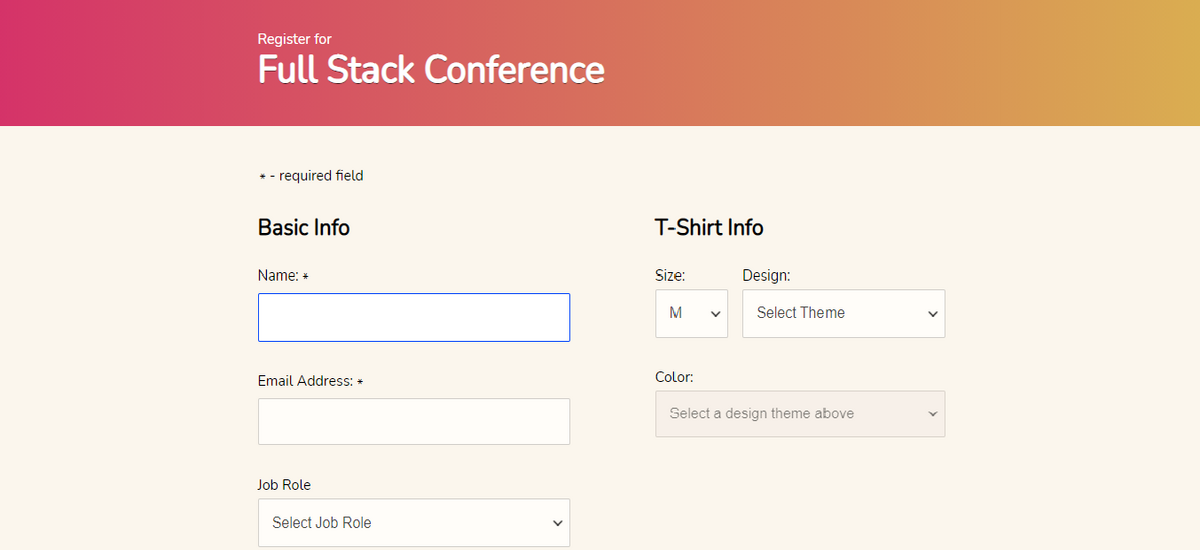 Register for
Full Stack Conference
* - required field
Basic Info
Name: *
Email Address: *
Job Role
Select Job Role
T-Shirt Info
Size: Design:
M Select Theme
Color:
Select a design theme above